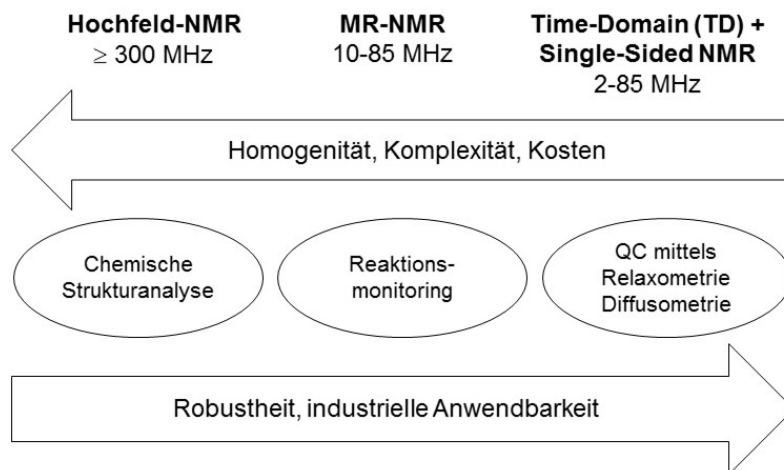 Hochfeld-NMR
≥ 300 MHz
MR-NMR
10-85 MHz
Time-Domain (TD) +
Single-Sided NMR
2-85 MHz
Homogenität, Komplexität, Kosten
Chemische
Strukturanalyse
Reaktions-
monitoring
QC mittels
Relaxometrie
Diffusometrie
Robustheit, industrielle Anwendbarkeit